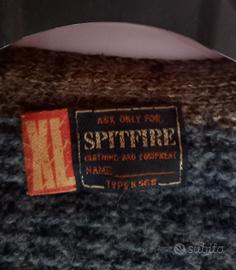 XL
ASK ONLY FOR
SPITFIRE
CLOTHING AND EQUIPMENT
NAME
subito